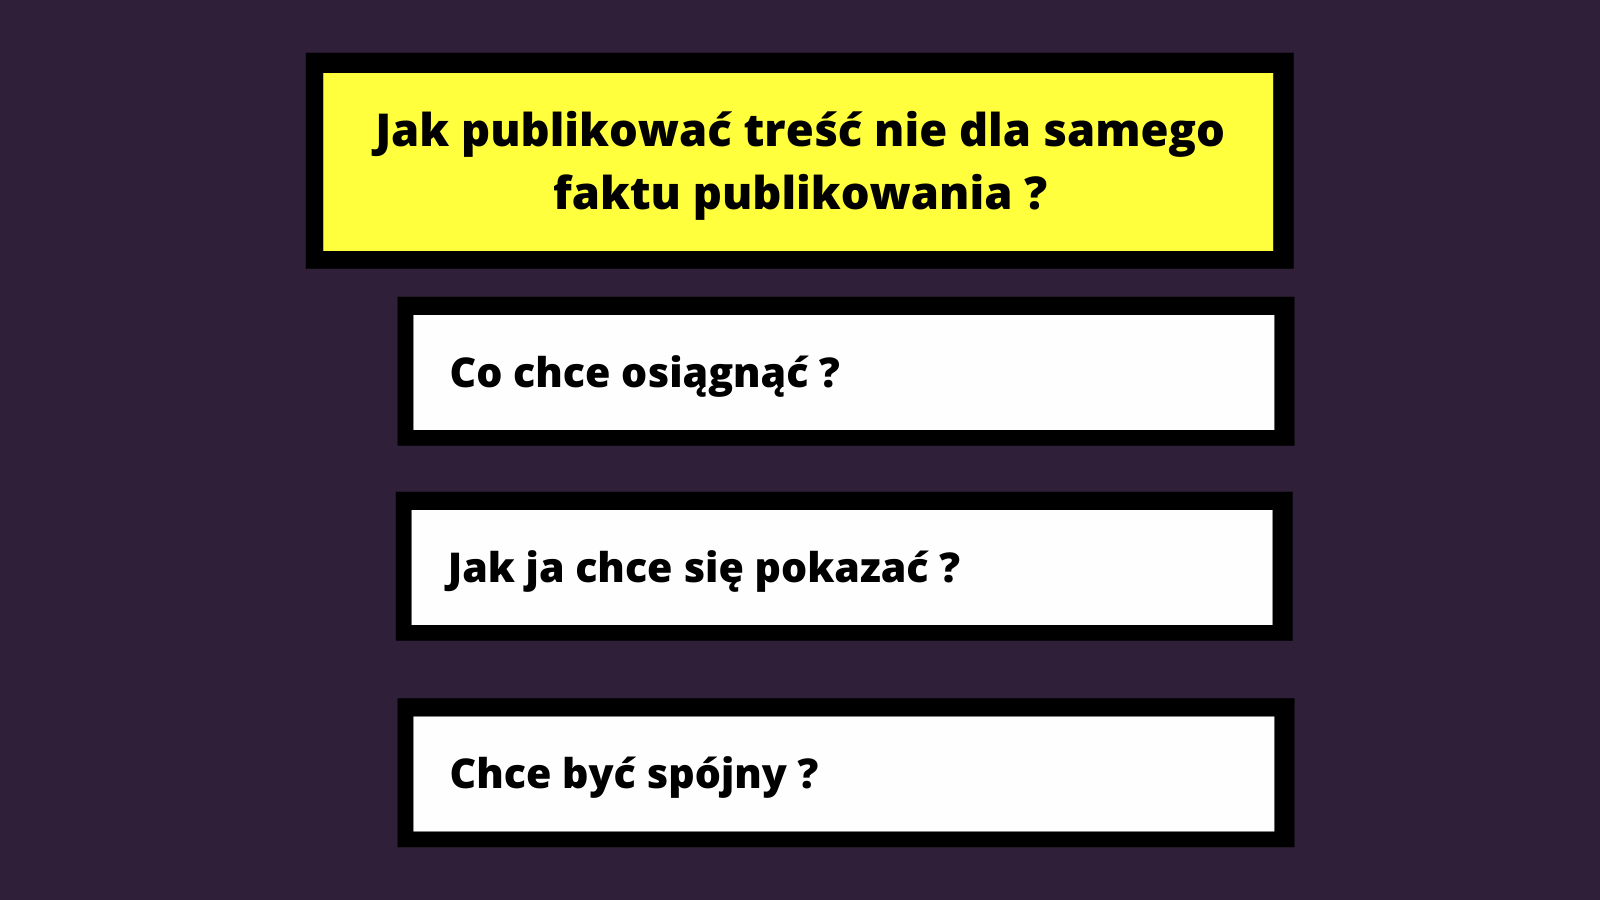 Jak publikować treść nie dla samego
faktu publikowania ?
Co chce osiągnąć ?
Jak ja chce się pokazać ?
Chce być spójny ?